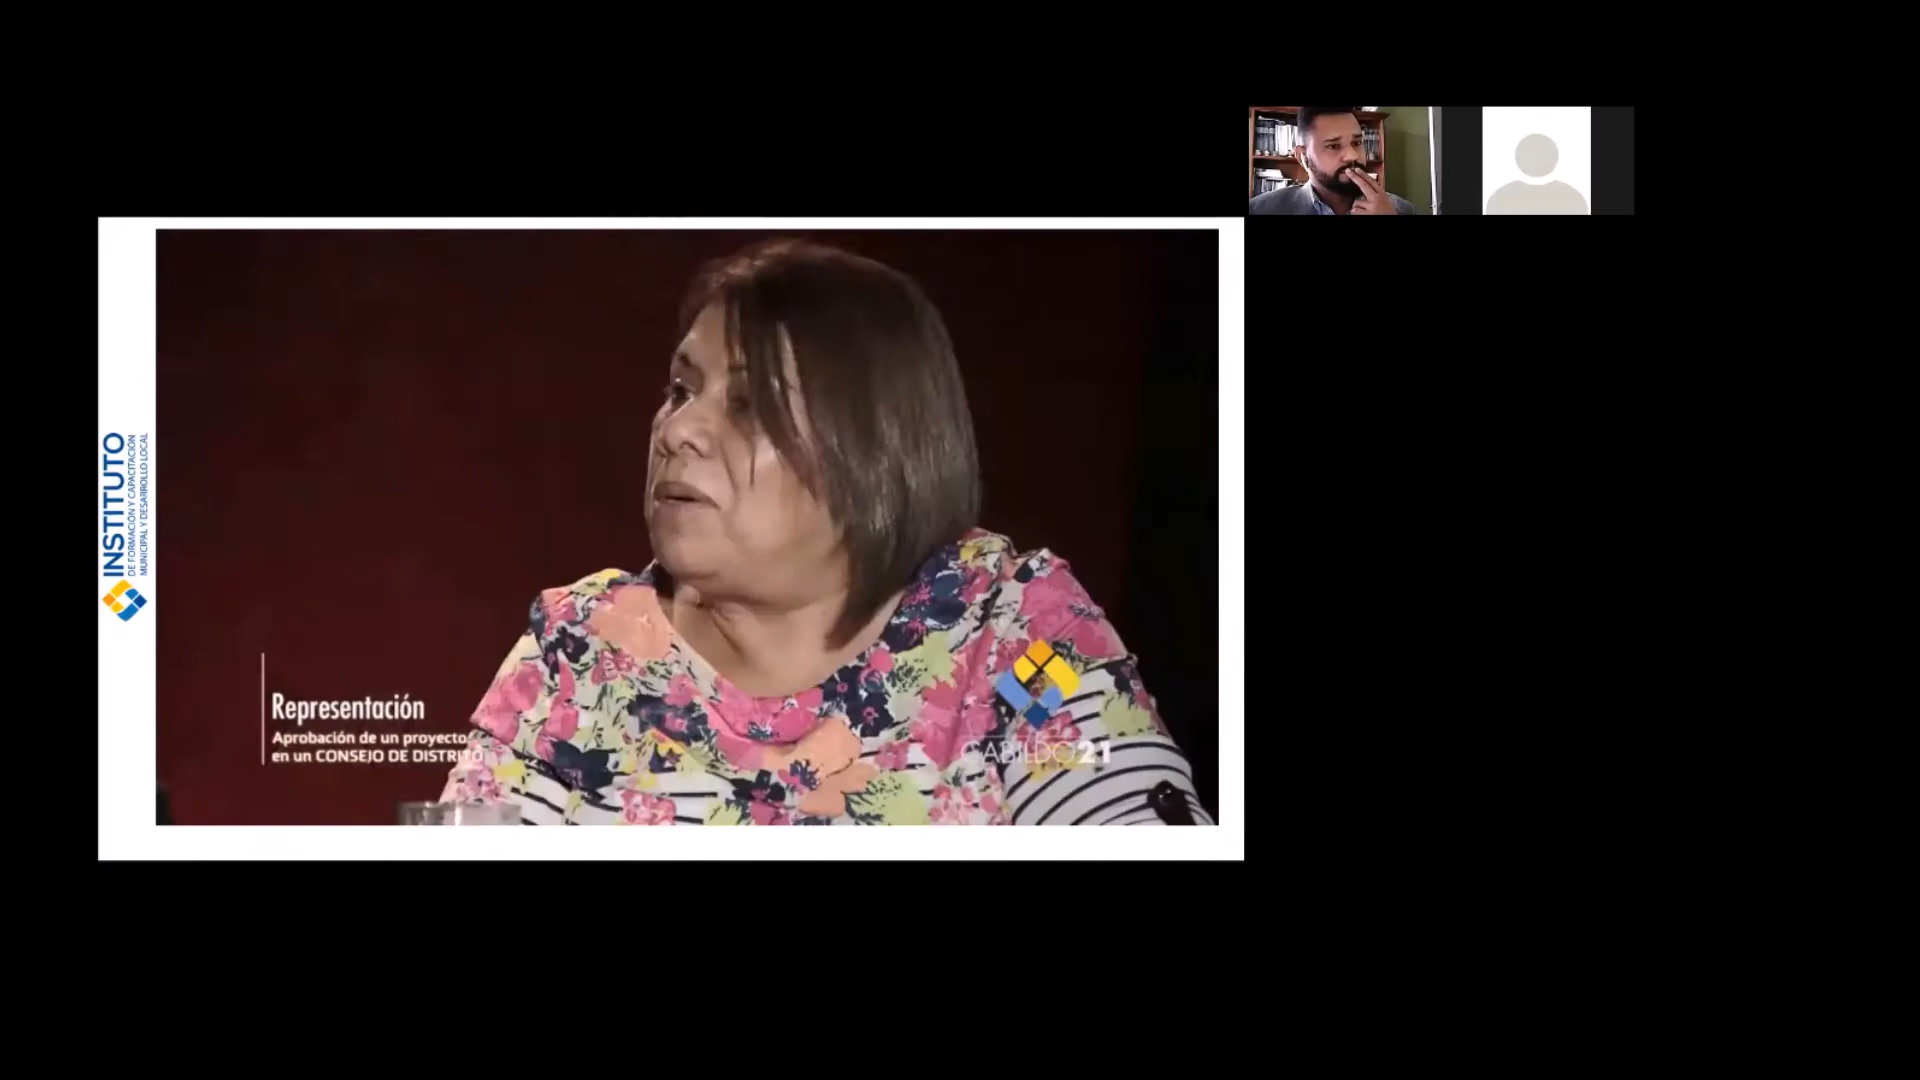 INSTITUTO
DE FORMACIÓN Y CAPACITACIÓN
MUNICIPAL Y DESARROLLO LOCAL
Representación
Aprobación de un proyecto
en un CONSEJO DE DISTRITO
CABILDO21